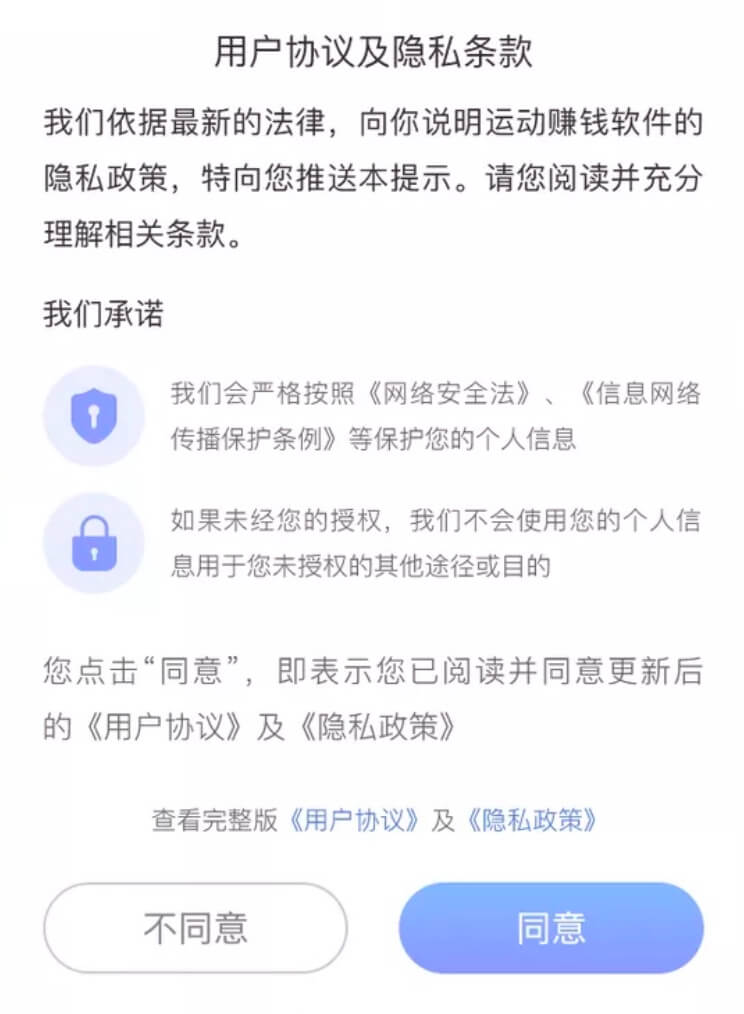 用户协议及隐私条款
我们依据最新的法律，向你说明运动赚钱软件的
隐私政策，特向您推送本提示。请您阅读并充分
理解相关条款。
我们承诺
我们会严格按照《网络安全法》、《信息网络
传播保护条例》等保护您的个人信息
如果未经您的授权，我们不会使用您的个人信
息用于您未授权的其他途径或目的
您点击“同意”，即表示您已阅读并同意更新后
的《用户协议》及《隐私政策》
查看完整版《用户协议》及《隐私政策》
不同意
同意